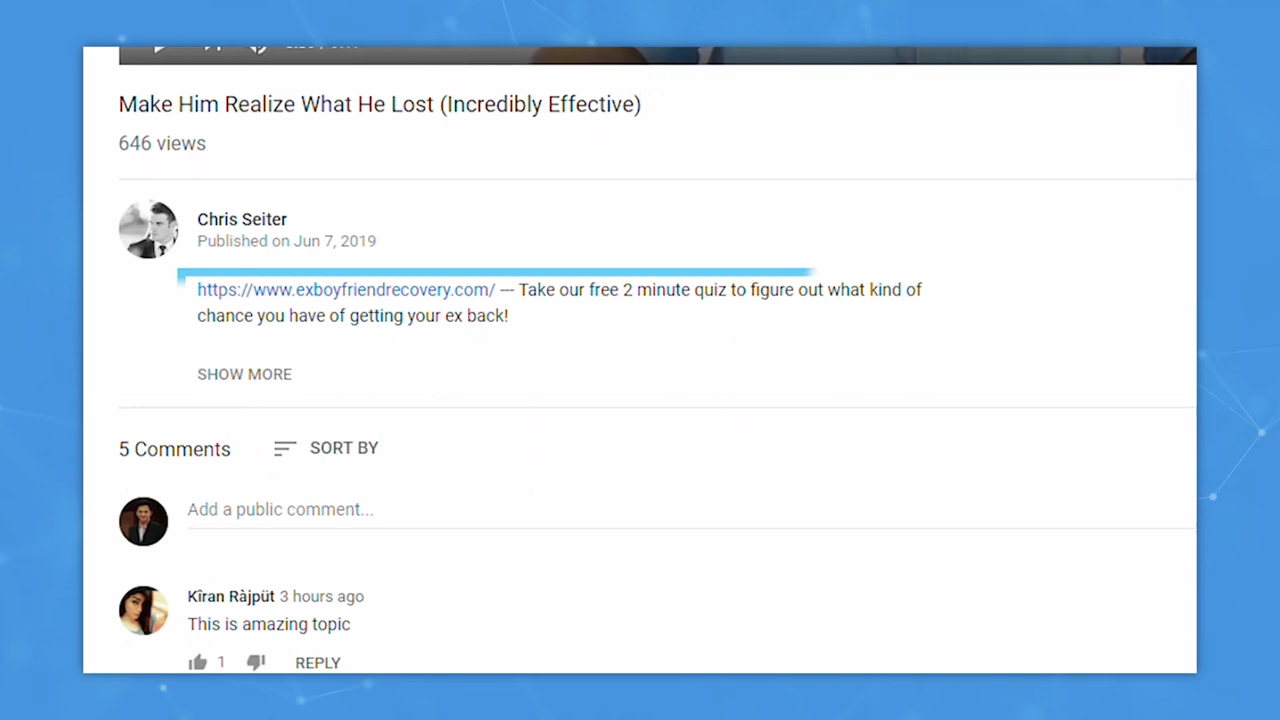 Make Him Realize What He Lost (Incredibly Effective)
646 views
Chris Seiter
Published on Jun 7, 2019
https://www.exboyfriendrecovery.com/ --- Take our free 2 minute quiz to figure out what kind of
chance you have of getting your ex back!
SHOW MORE
5 Comments SORT BY
Add a public comment...
Kîran Ràjpüt 3 hours ago
This is amazing topic
1 REPLY